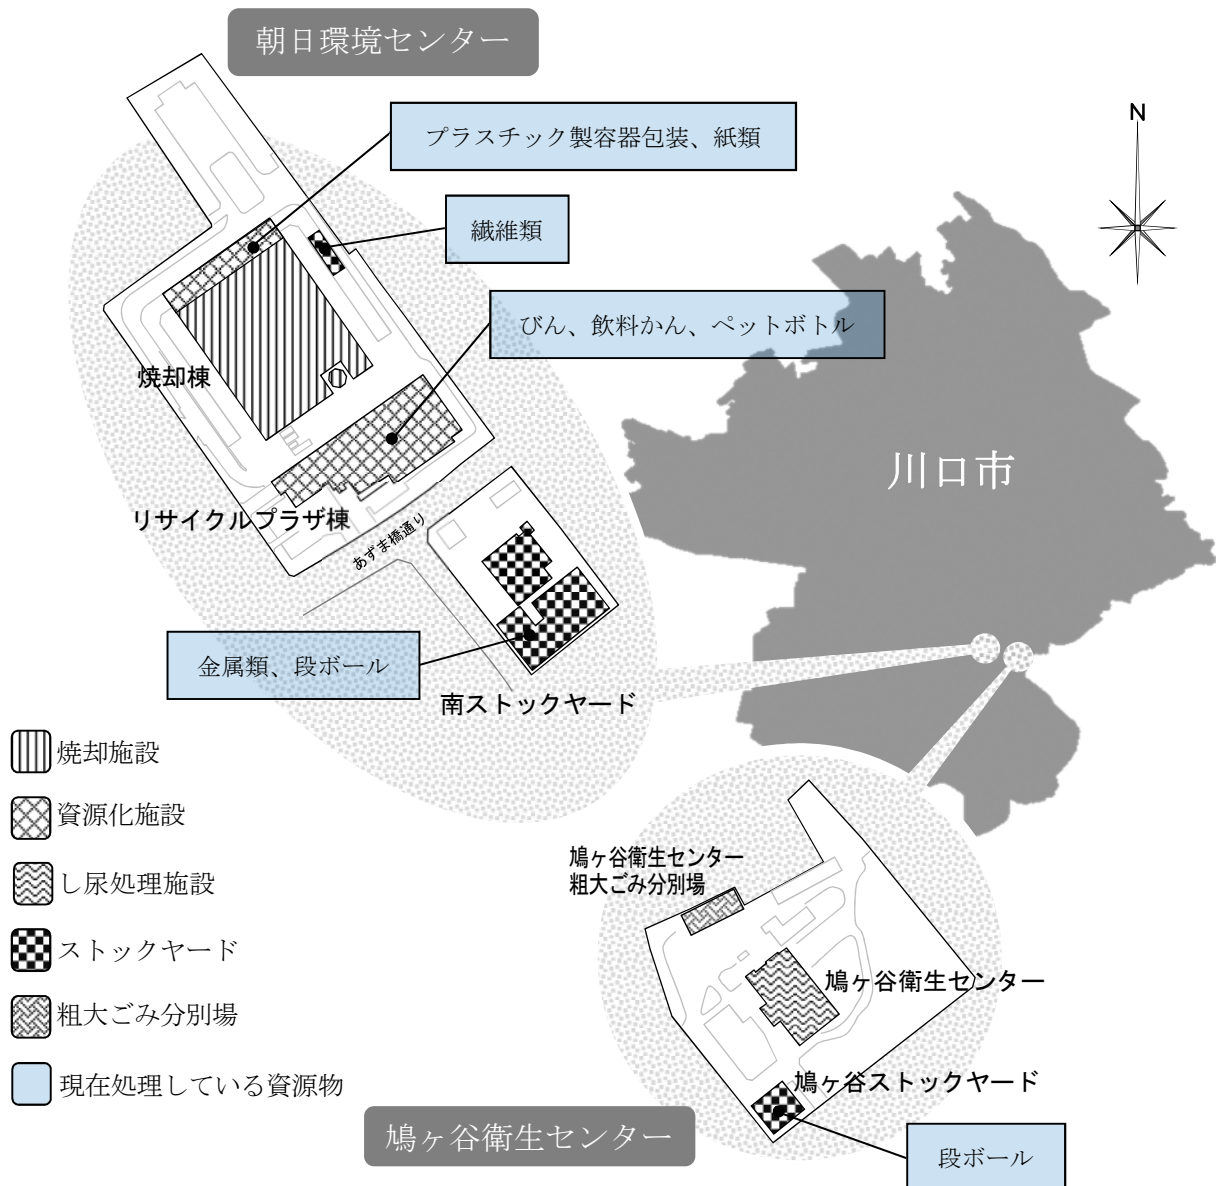 朝日環境センター
プラスチック製容器包装、紙類
N
繊維類
びん、飲料かん、ペットボトル
焼却棟
川口市
リサイクルプラザ棟
あずま橋通り
金属類、段ボール
南ストックヤード
焼却施設
資源化施設
し尿処理施設
ストックヤード
粗大ごみ分別場
現在処理している資源物
鳩ヶ谷衛生センター
粗大ごみ分別場
鳩ヶ谷衛生センター
鳩ヶ谷ストックヤード
鳩ヶ谷衛生センター
段ボール